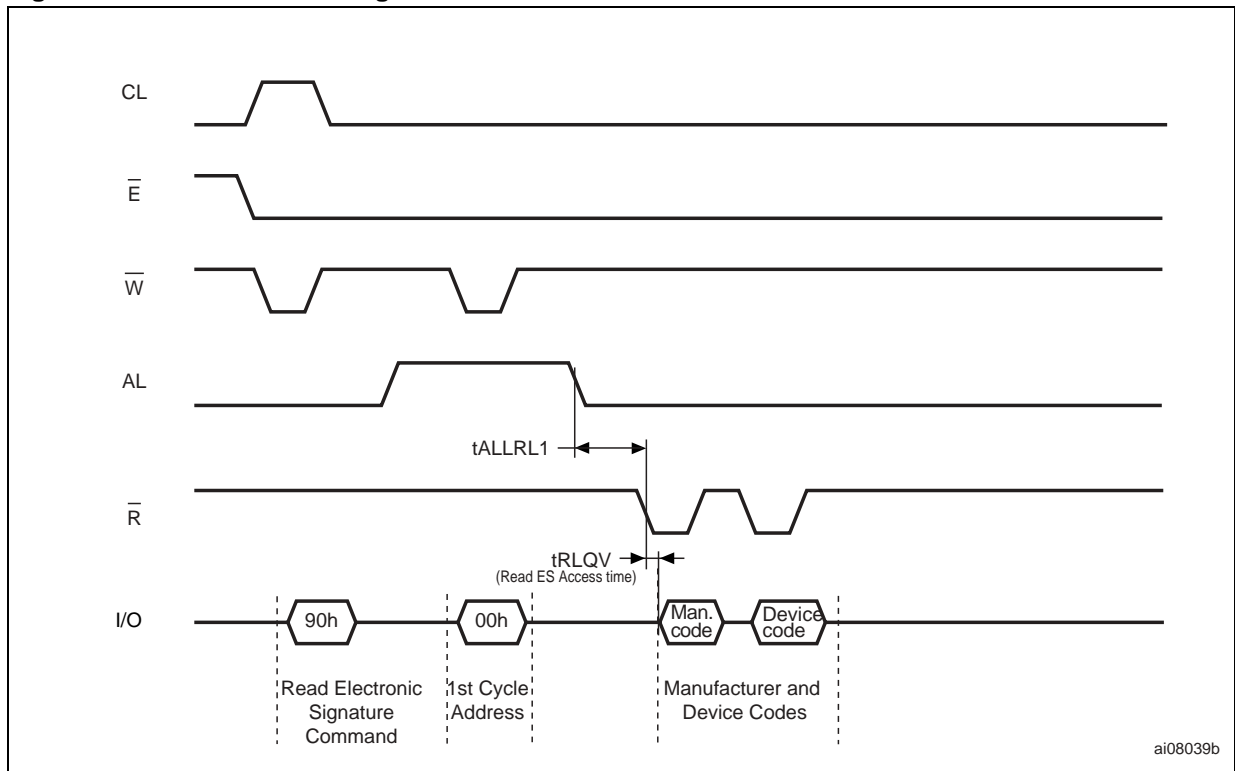 CL
E
W
AL
tALLRL1
R
tRLQV
(Read ES Access time)
I/O
90h
00h
Man.
code
Device
code
Read Electronic
Signature
Command
1st Cycle
Address
Manufacturer and
Device Codes
ai08039b